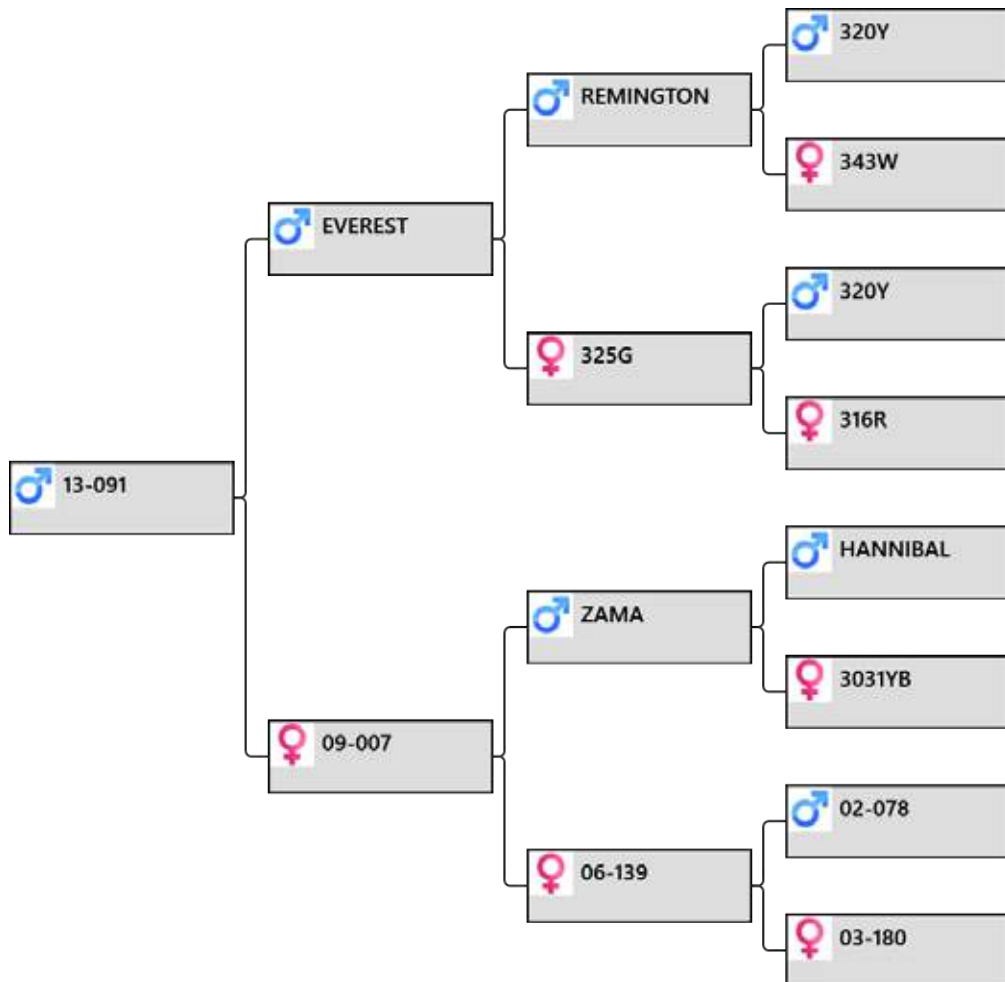 320Y
REMINGTON
343W
EVEREST
320Y
325G
316R
13-091
HANNIBAL
ZAMA
3031YB
09-007
02-078
06-139
03-180